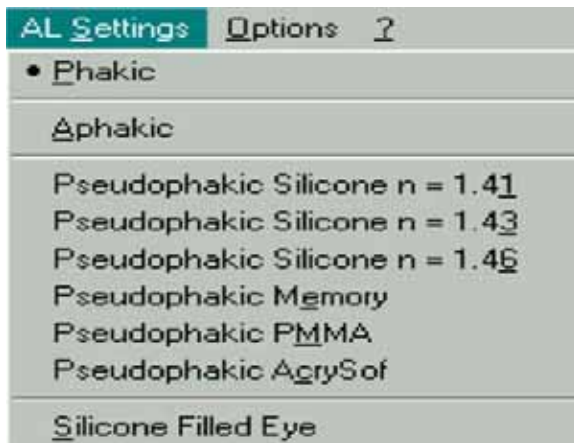 AL Settings Options ?
• Phakic
Aphakic
Pseudophakic Silicone n = 1.41
Pseudophakic Silicone n = 1.43
Pseudophakic Silicone n = 1.46
Pseudophakic Memory
Pseudophakic PMMA
Pseudophakic AcrySof
Silicone Filled Eye